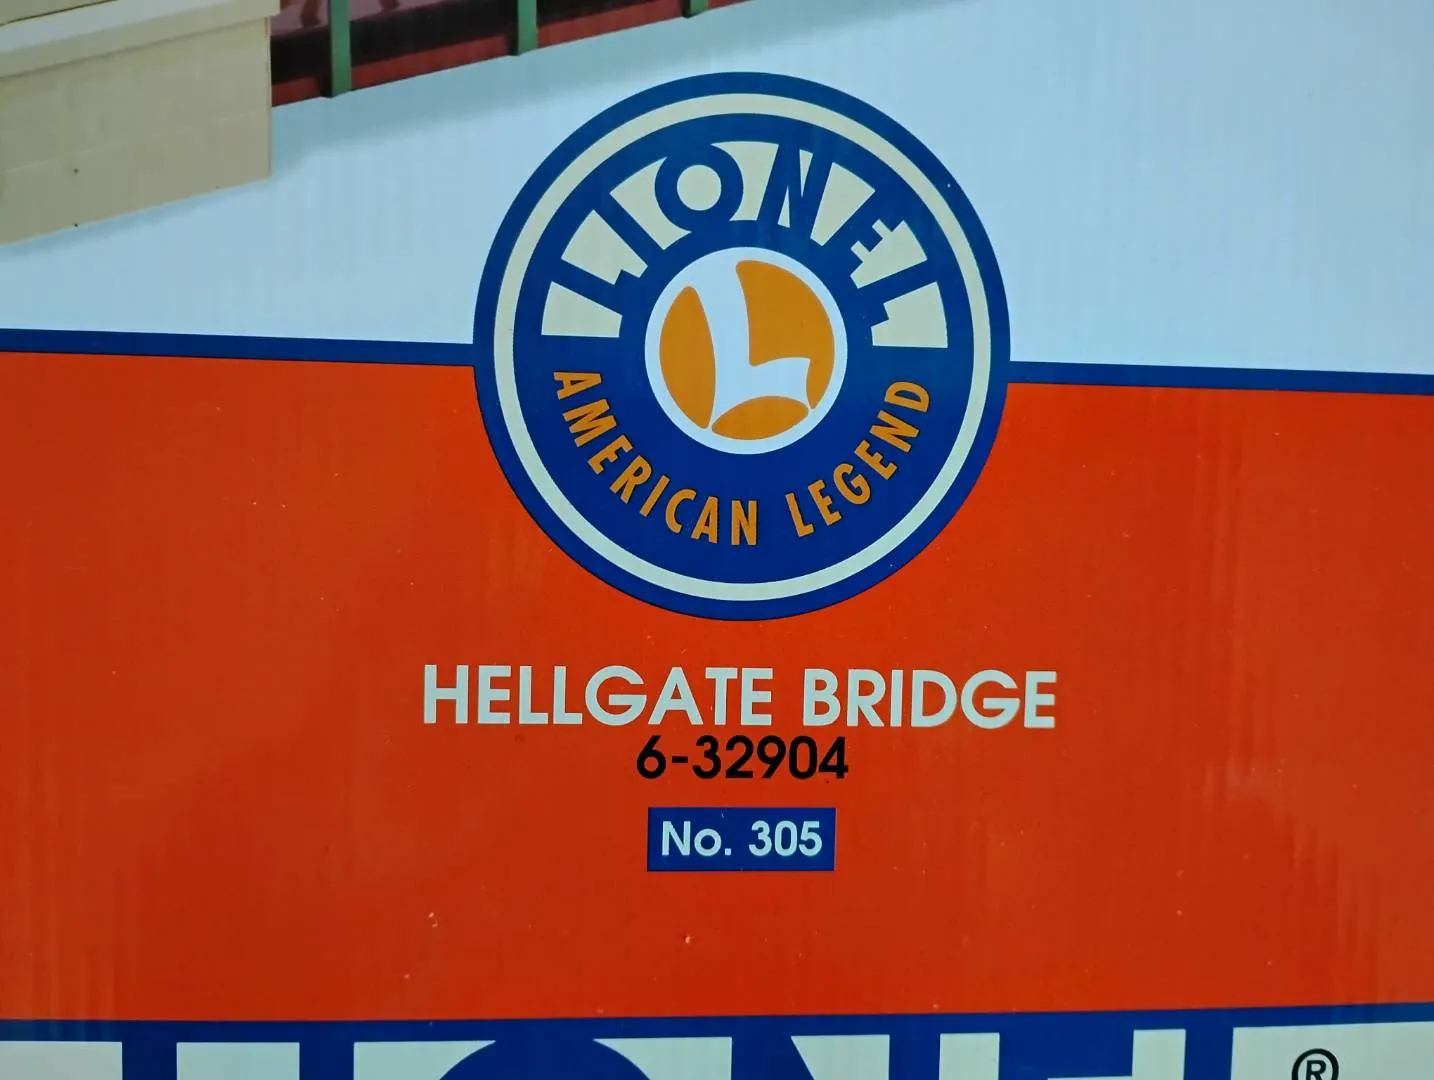 LIONEL
L
AMERICAN LEGEND
HELLGATE BRIDGE
6-32904
No. 305
®